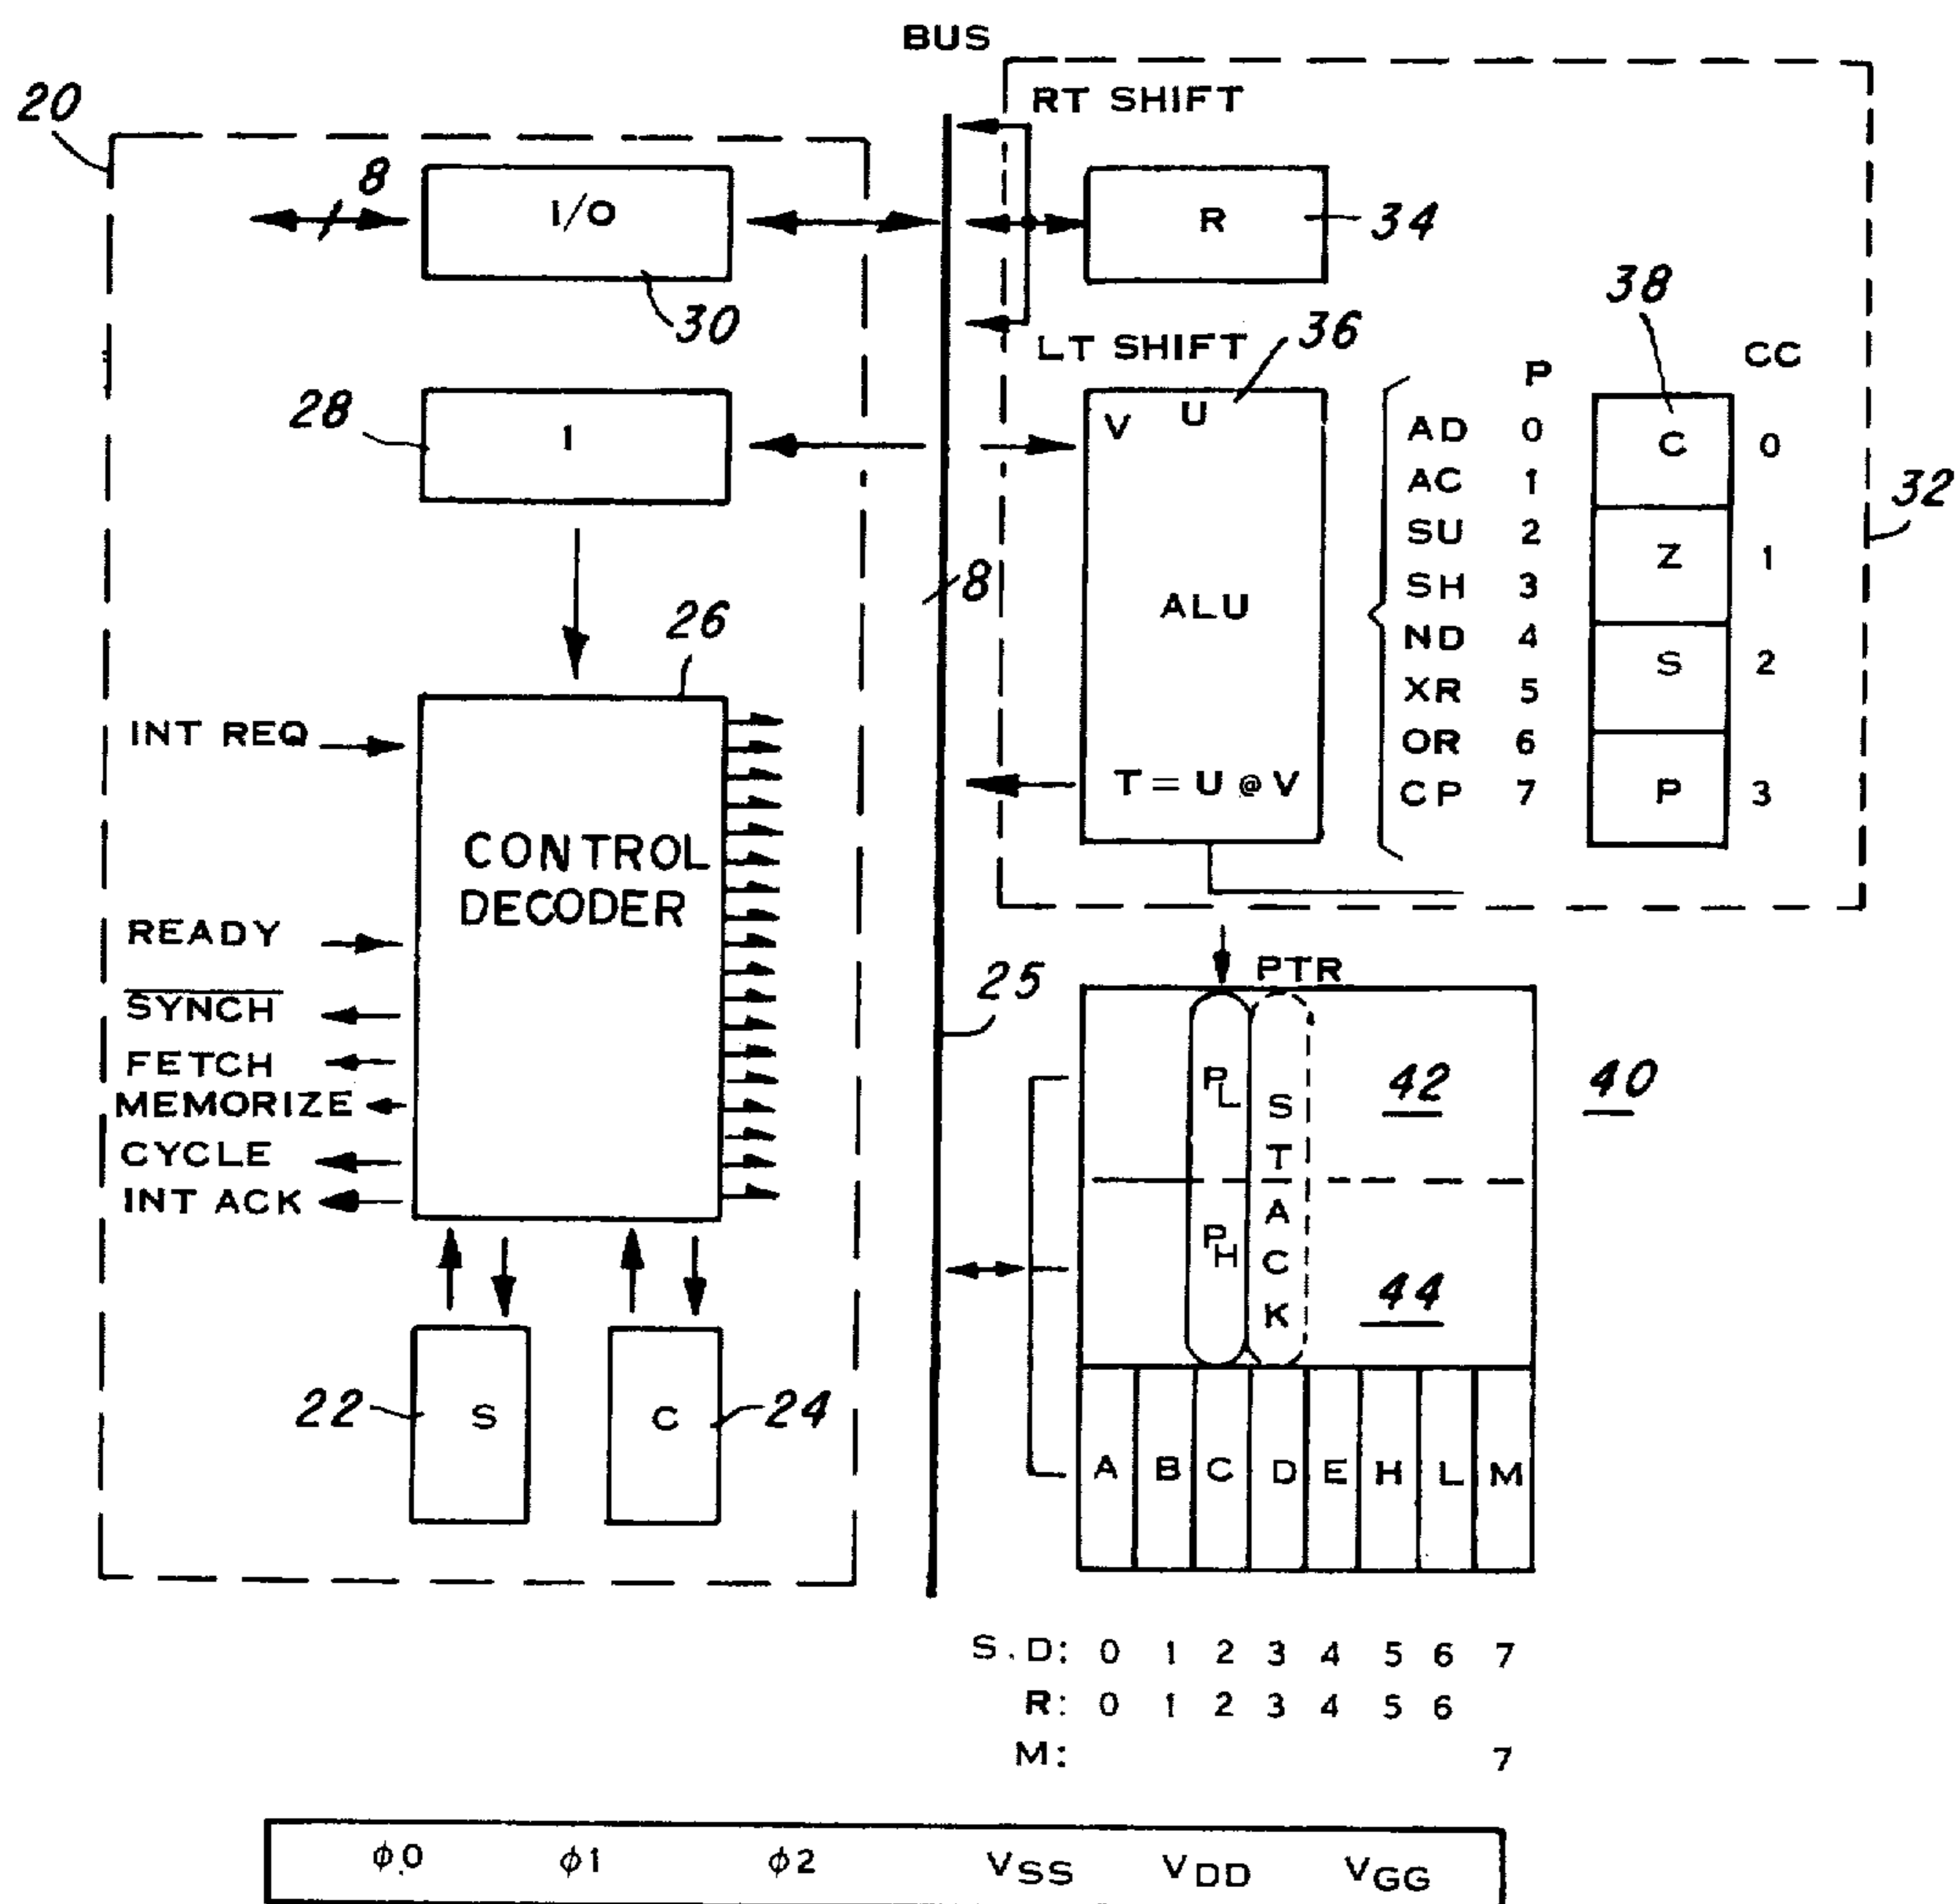 BUS
RT SHIFT
20
8
I/O
R
34
30
38
LT SHIFT
36
P
CC
28
I
V U
AD 0
C 0
AC 1
32
SU 2
Z 1
8
SH 3
ALU
26
ND 4
S 2
XR 5
INT REQ
OR 6
T = U @ V
CP 7
P 3
CONTROL
DECODER
READY
PTR
25
SYNCH
FETCH
MEMORIZE
CYCLE
INT ACK
PL
PH
STACK
42
40
44
22
S
C
24
A B C D E H L M
S.D: 0 1 2 3 4 5 6 7
R: 0 1 2 3 4 5 6
M: 7
φ0 φ1 φ2 VSS VDD VGG